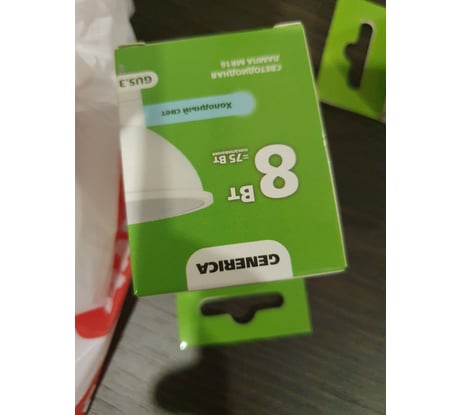 GENERICA
8 Вт
=75 Вт
Холодный свет
СВЕТОДИОДНАЯ
ЛАМПА MR16
GU5.3